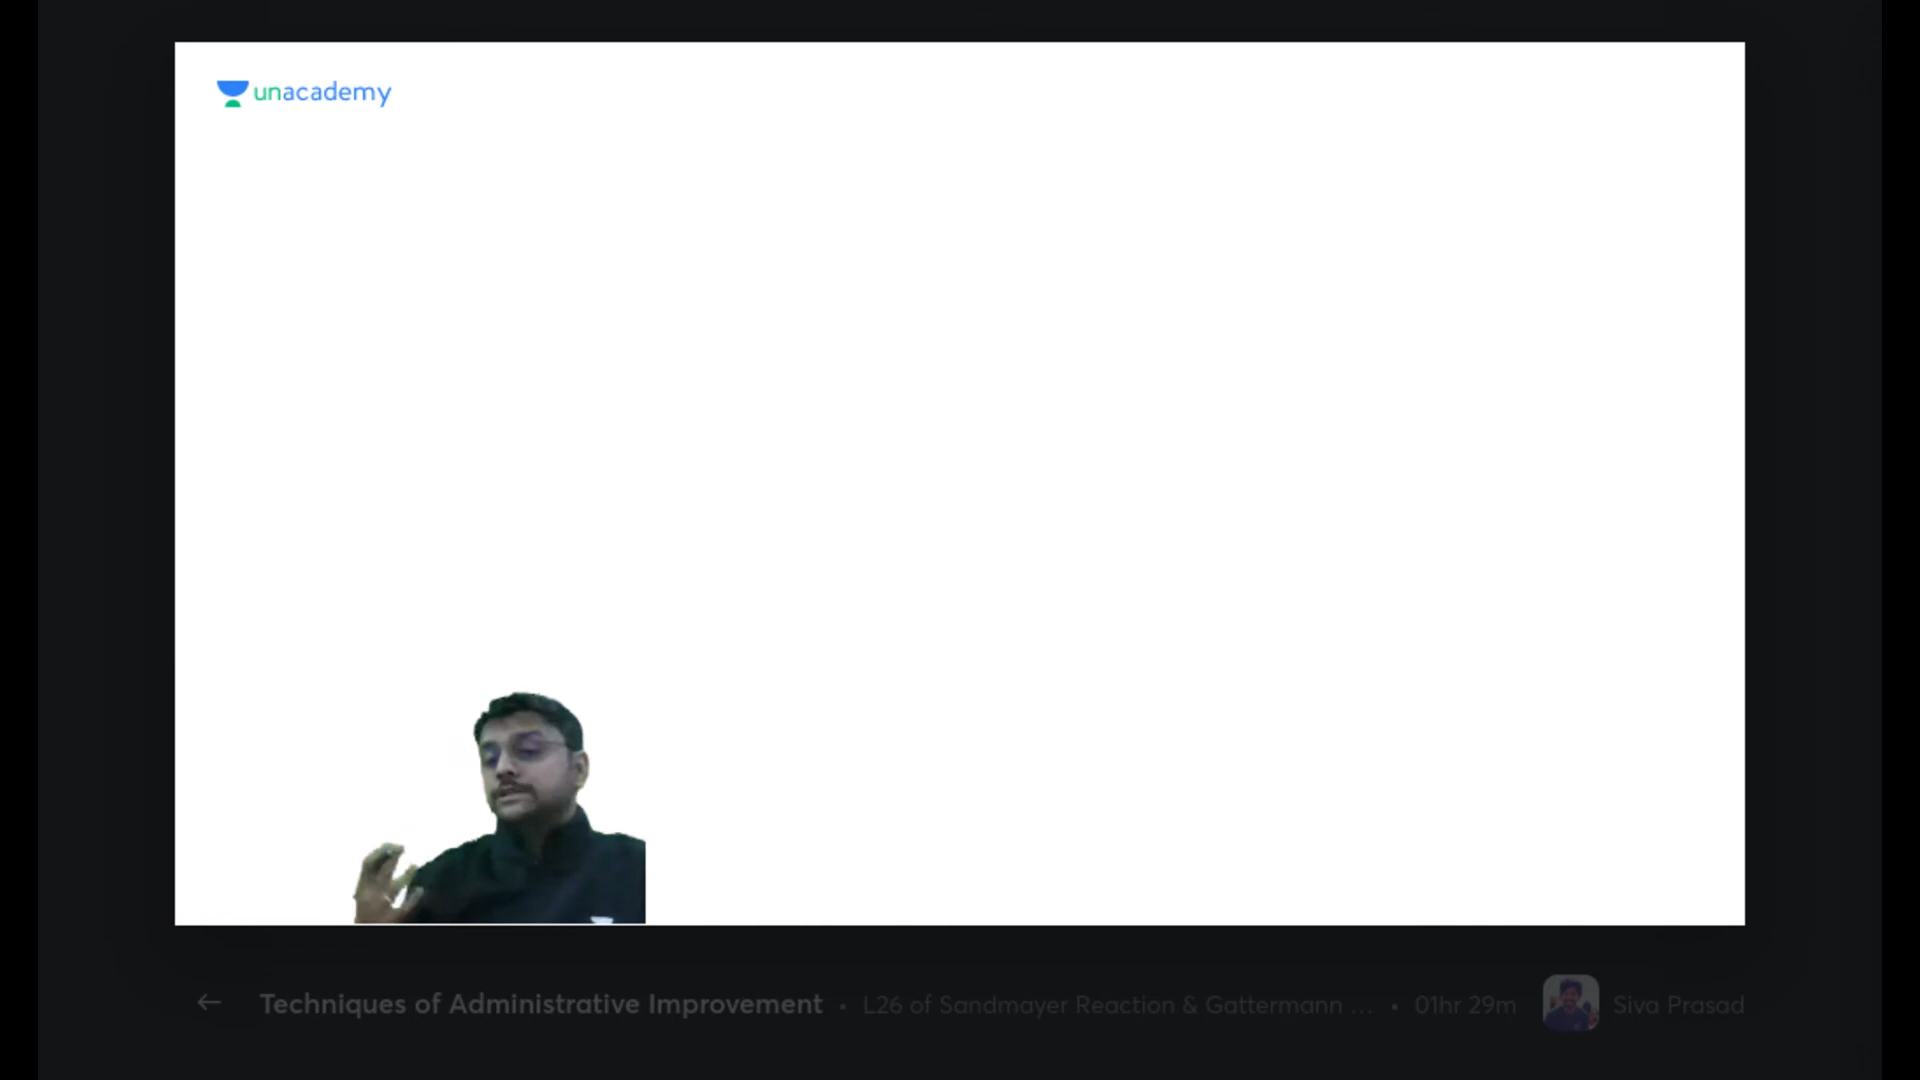 unacademy
Techniques of Administrative Improvement • L26 of Sandmayer Reaction & Gattermann ... • 01hr 29m Siva Prasad